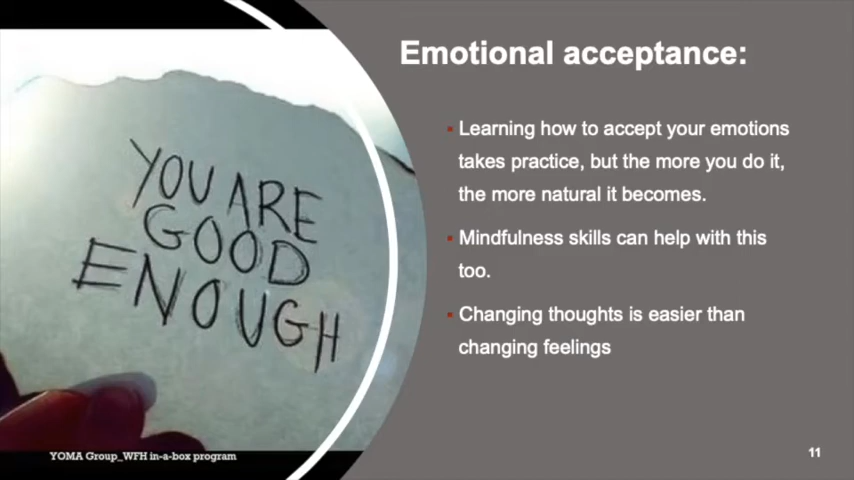 Emotional acceptance:
Learning how to accept your emotions
takes practice, but the more you do it,
the more natural it becomes.
Mindfulness skills can help with this
too.
Changing thoughts is easier than
changing feelings
YOU ARE
GOOD
ENOUGH
YOMA Group_WFH in-a-box program
11